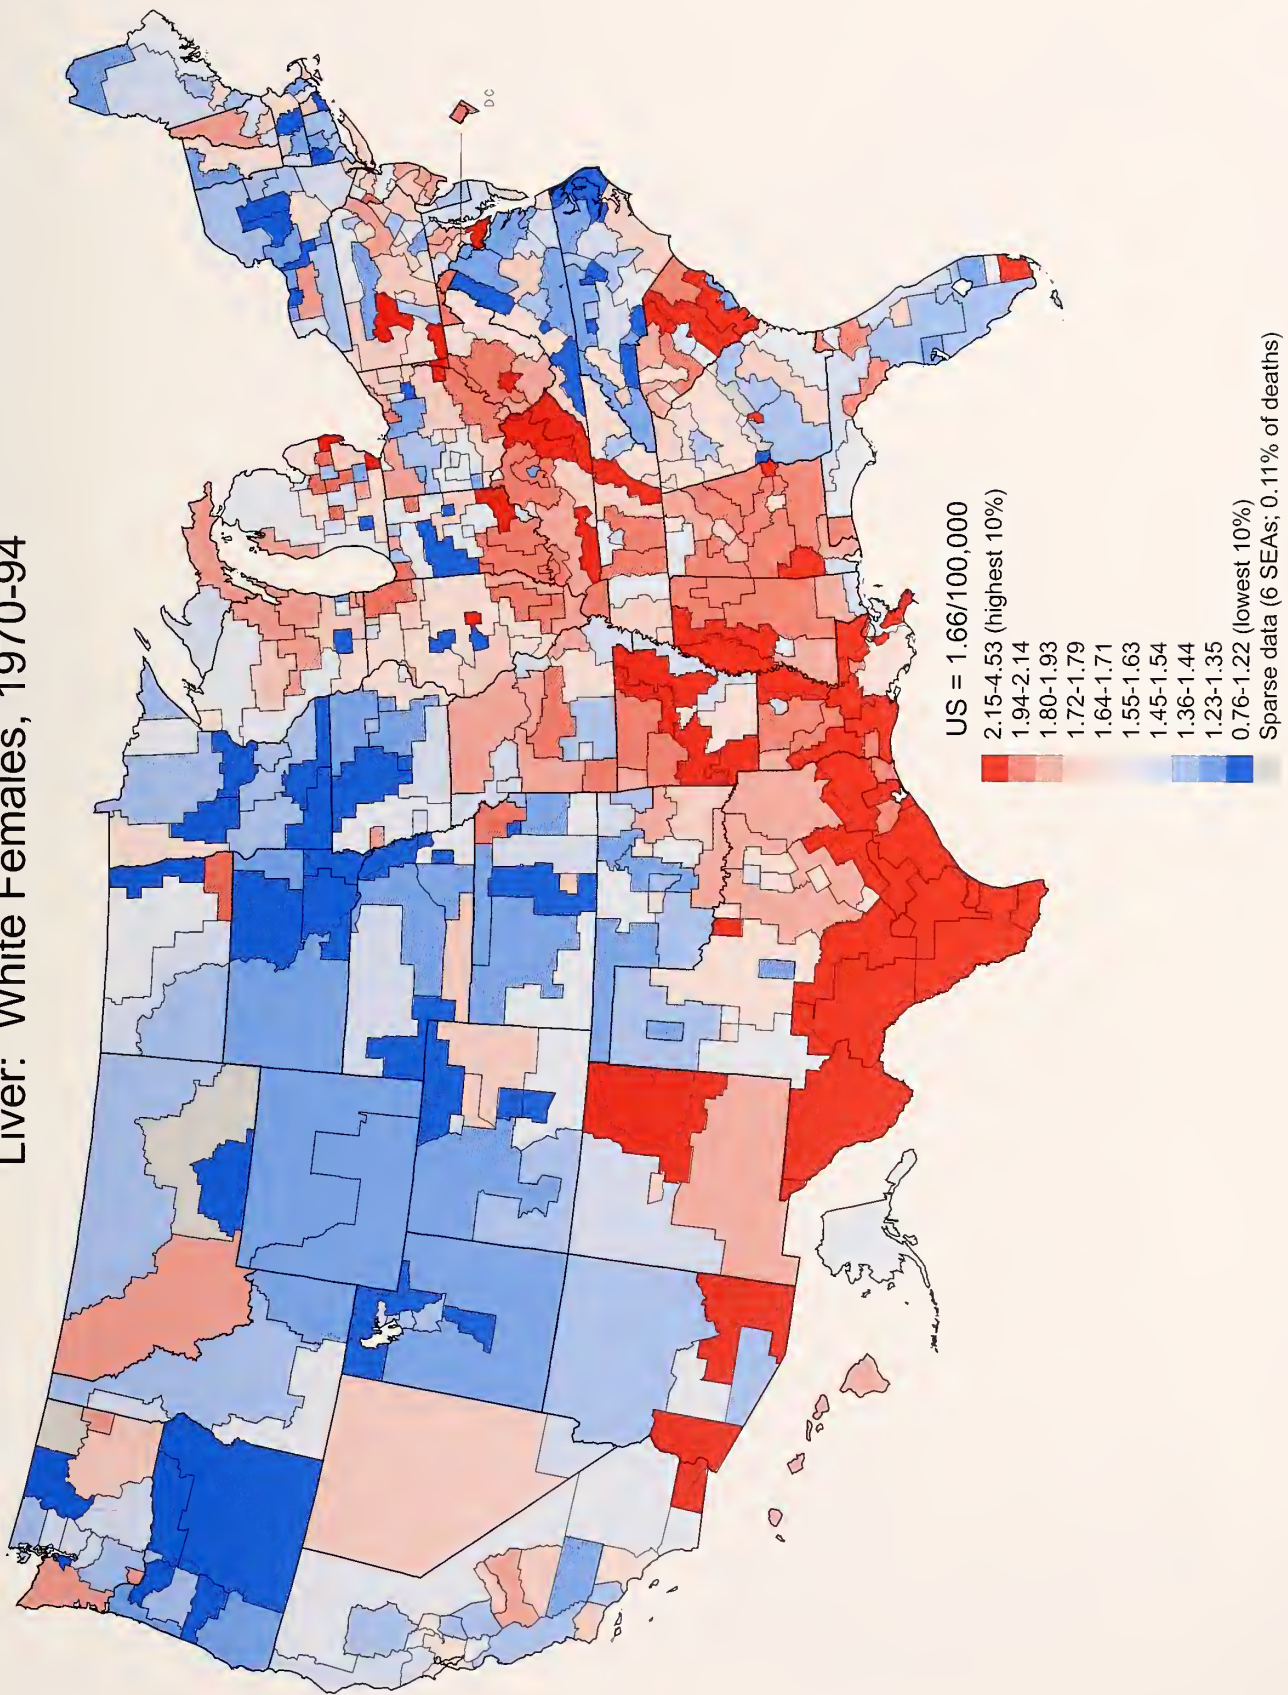 Liver: White Females, 1970-94
DC
US = 1.66/100,000
2.15-4.53 (highest 10%)
1.94-2.14
1.80-1.93
1.72-1.79
1.64-1.71
1.55-1.63
1.45-1.54
1.36-1.44
1.23-1.35
0.76-1.22 (lowest 10%)
Sparse data (6 SEAs; 0.11% of deaths)